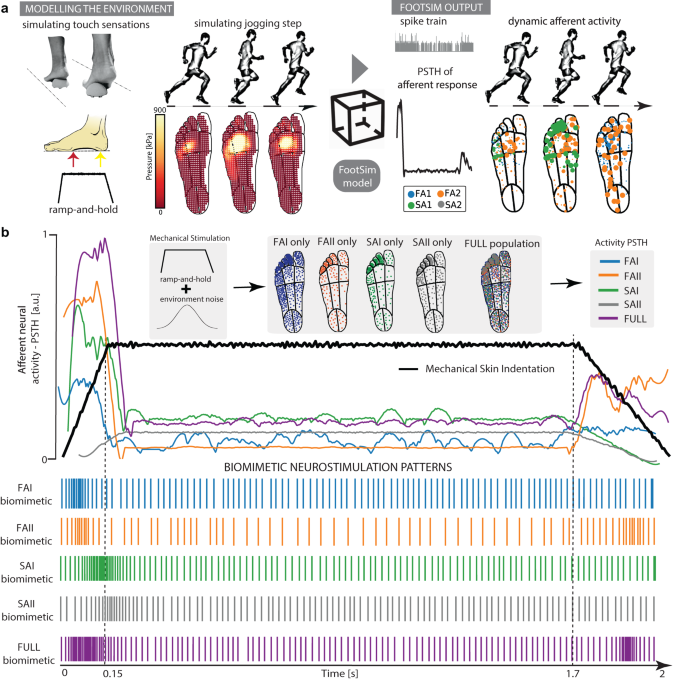 a
MODELLING THE ENVIRONMENT
simulating touch sensations
simulating jogging step
FOOTSIM OUTPUT
spike train
dynamic afferent activity
PSTH of
afferent response
900
Pressure [kPa]
0
ramp-and-hold
FootSim
model
FA1
FA2
SA1
SA2
b
1
Afferent neural
activity - PSTH [a.u.]
0
Mechanical Stimulation
ramp-and-hold
+
environment noise
FAI only
FAII only
SAI only
SAII only
FULL population
Activity PSTH
FAI
FAII
SAI
SAII
FULL
Mechanical Skin Indentation
BIOMIMETIC NEUROSTIMULATION PATTERNS
FAI
biomimetic
FAII
biomimetic
SAI
biomimetic
SAII
biomimetic
FULL
biomimetic
0
0.15
Time [s]
1.7
2